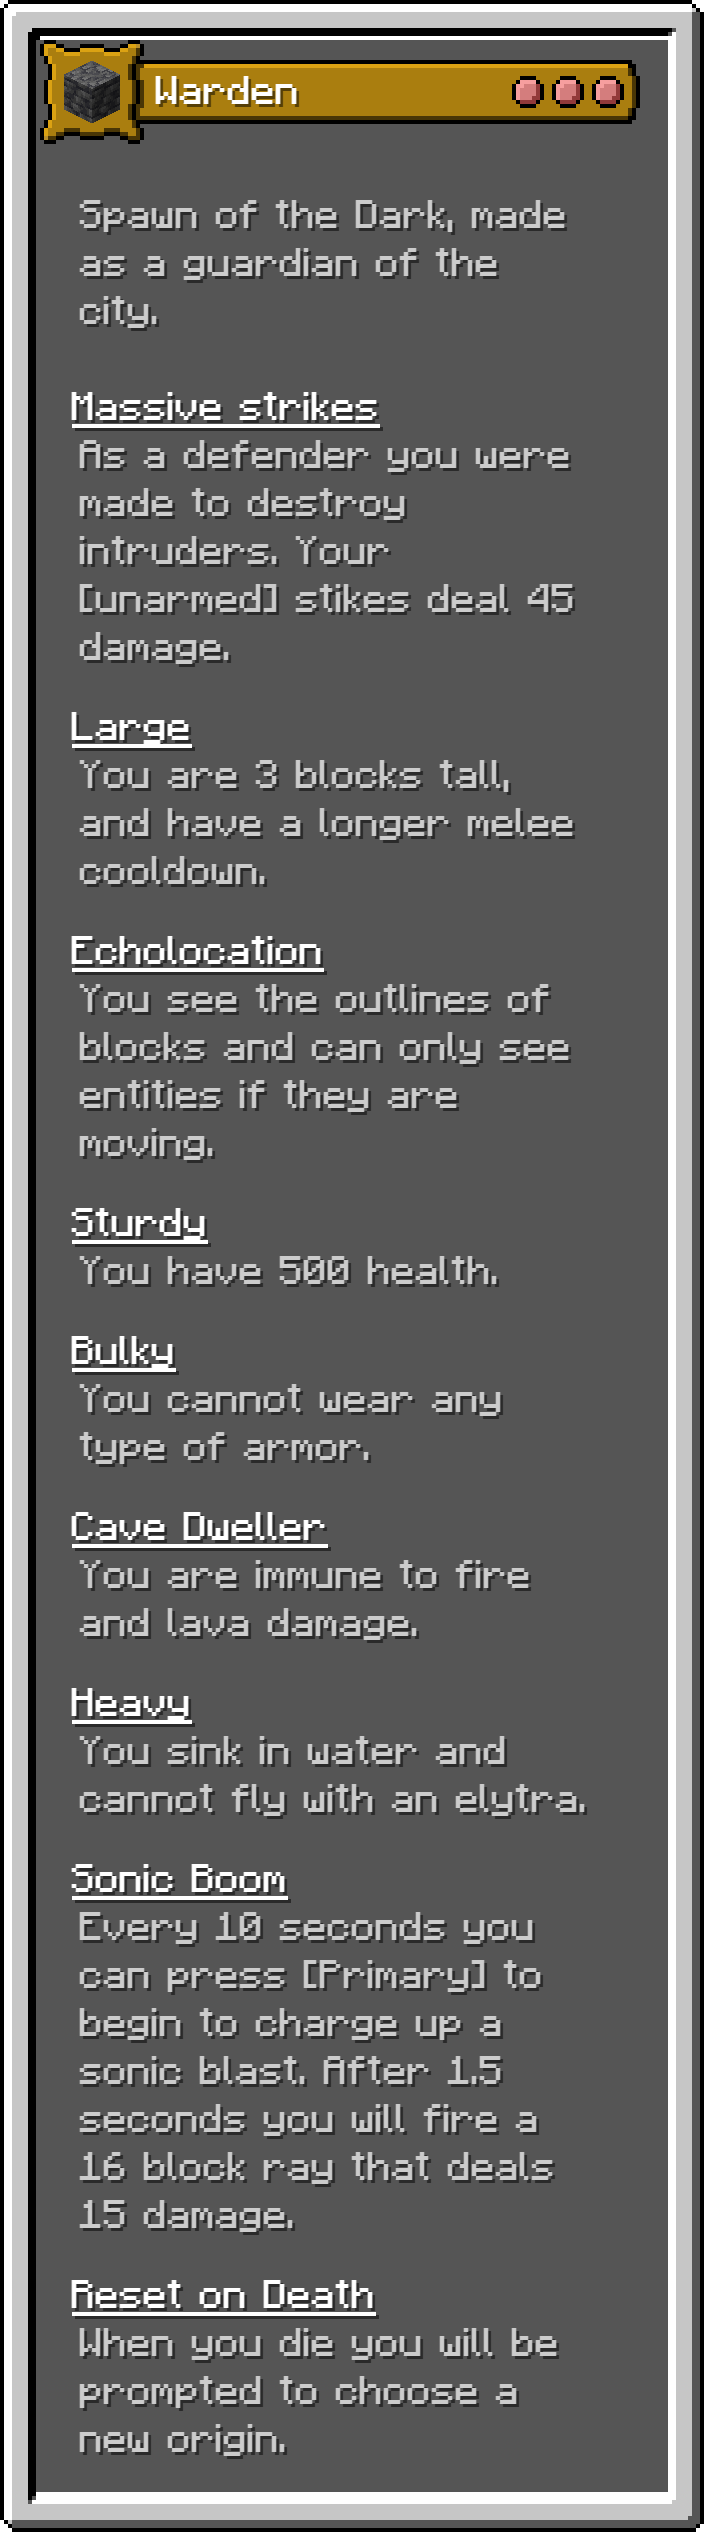 Warden
Spawn of the Dark, made
as a guardian of the
city.
Massive strikes
As a defender you were
made to destroy
intruders. Your
[unarmed] stikes deal 45
damage.
Large
You are 3 blocks tall,
and have a longer melee
cooldown.
Echolocation
You see the outlines of
blocks and can only see
entities if they are
moving.
Sturdy
You have 500 health.
Bulky
You cannot wear any
type of armor.
Cave Dweller
You are immune to fire
and lava damage.
Heavy
You sink in water and
cannot fly with an elytra.
Sonic Boom
Every 10 seconds you
can press [Primary] to
begin to charge up a
sonic blast. After 1.5
seconds you will fire a
16 block ray that deals
15 damage.
Reset on Death
When you die you will be
prompted to choose a
new origin.